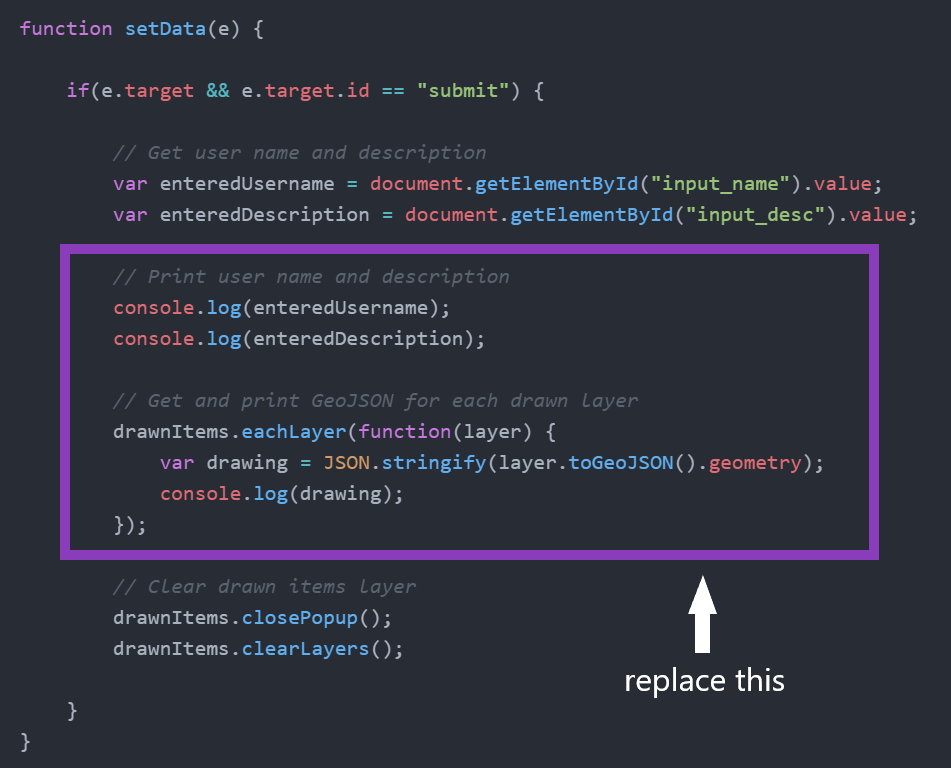 function setData(e) {
if(e.target && e.target.id == "submit") {
// Get user name and description
var enteredUsername = document.getElementById("input_name").value;
var enteredDescription = document.getElementById("input_desc").value;
// Print user name and description
console.log(enteredUsername);
console.log(enteredDescription);
// Get and print GeoJSON for each drawn layer
drawnItems.eachLayer(function(layer) {
var drawing = JSON.stringify(layer.toGeoJSON().geometry);
console.log(drawing);
});
// Clear drawn items layer
drawnItems.closePopup();
drawnItems.clearLayers();
replace this
}
}